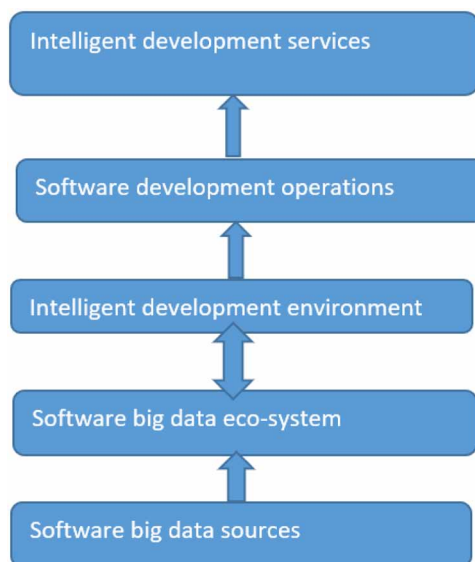 Intelligent development services
Software development operations
Intelligent development environment
Software big data eco-system
Software big data sources